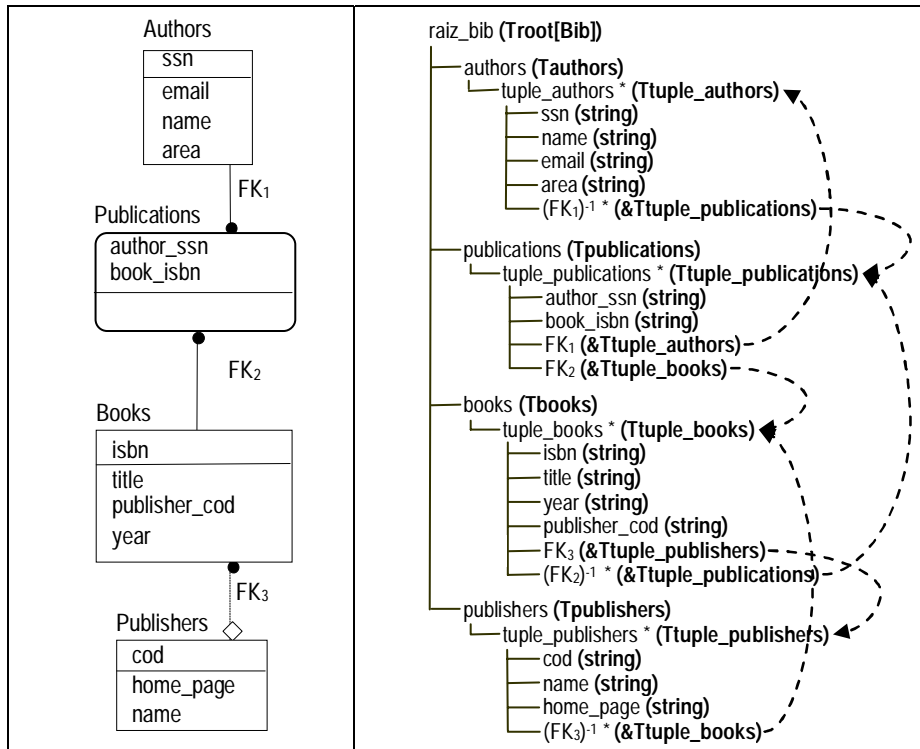 Authors
ssn
email
name
area
FK1
Publications
author_ssn
book_isbn
FK2
Books
isbn
title
publisher_cod
year
FK3
Publishers
cod
home_page
name
raiz_bib (Troot[Bib])
authors (Tauthors)
tuple_authors * (Ttuple_authors)
ssn (string)
name (string)
email (string)
area (string)
(FK1)-1 * (&Ttuple_publications)
publications (Tpublications)
tuple_publications * (Ttuple_publications)
author_ssn (string)
book_isbn (string)
FK1 (&Ttuple_authors)
FK2 (&Ttuple_books)
books (Tbooks)
tuple_books * (Ttuple_books)
isbn (string)
title (string)
year (string)
publisher_cod (string)
FK3 (&Ttuple_publishers)
(FK2)-1 * (&Ttuple_publications)
publishers (Tpublishers)
tuple_publishers * (Ttuple_publishers)
cod (string)
name (string)
home_page (string)
(FK3)-1 * (&Ttuple_books)